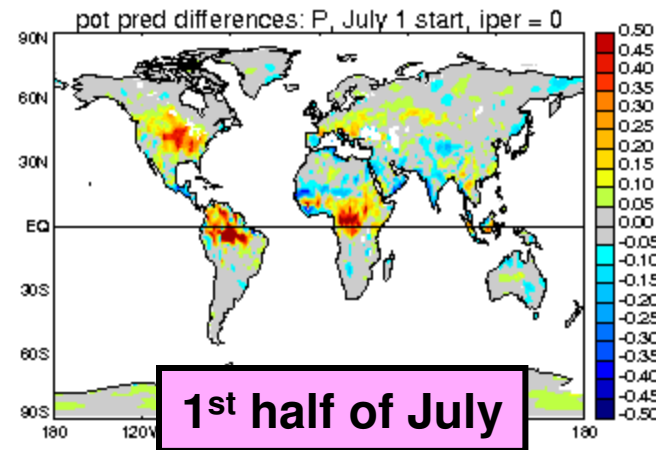 pot pred differences: P, July 1 start, iper = 0
90N
60N
30N
EQ
30S
60S
90S
180
120W
180
0.50
0.45
0.40
0.35
0.30
0.25
0.20
0.15
0.10
0.05
0.00
-0.05
-0.10
-0.15
-0.20
-0.25
-0.30
-0.35
-0.40
-0.45
-0.50
1st half of July